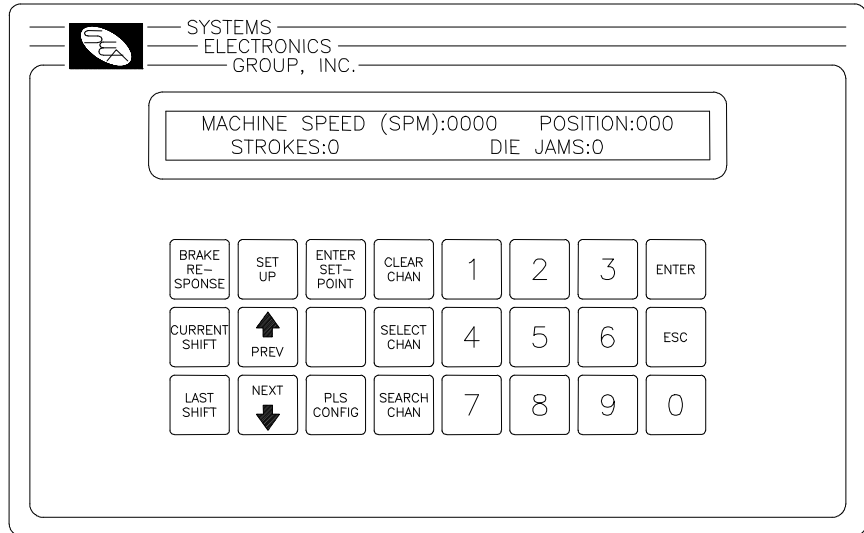 SEA
SYSTEMS
ELECTRONICS
GROUP, INC.
MACHINE SPEED (SPM):0000 POSITION:000
STROKES:0 DIE JAMS:0
BRAKE
RE-
SPONSE
SET
UP
ENTER
SET-
POINT
CLEAR
CHAN
1
2
3
ENTER
CURRENT
SHIFT
PREV
SELECT
CHAN
4
5
6
ESC
LAST
SHIFT
NEXT
PLS
CONFIG
SEARCH
CHAN
7
8
9
0